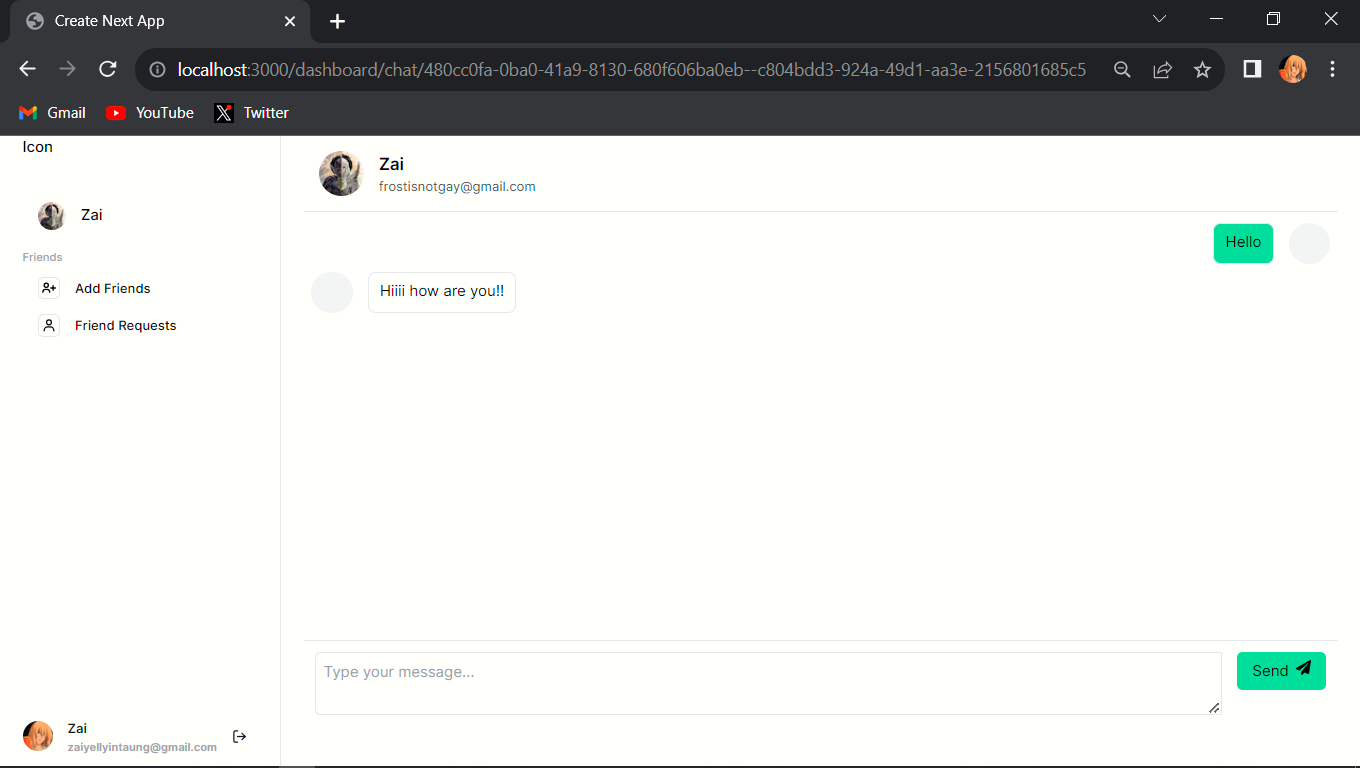 Create Next App
localhost:3000/dashboard/chat/480cc0fa-0ba0-41a9-8130-680f606ba0eb--c804bdd3-924a-49d1-aa3e-2156801685c5
Gmail YouTube Twitter
Icon
Zai
Friends
Add Friends
Friend Requests
Zai
zaiyellyintaung@gmail.com
Zai
frostisnotgay@gmail.com
Hello
Hiiii how are you!!
Type your message...
Send